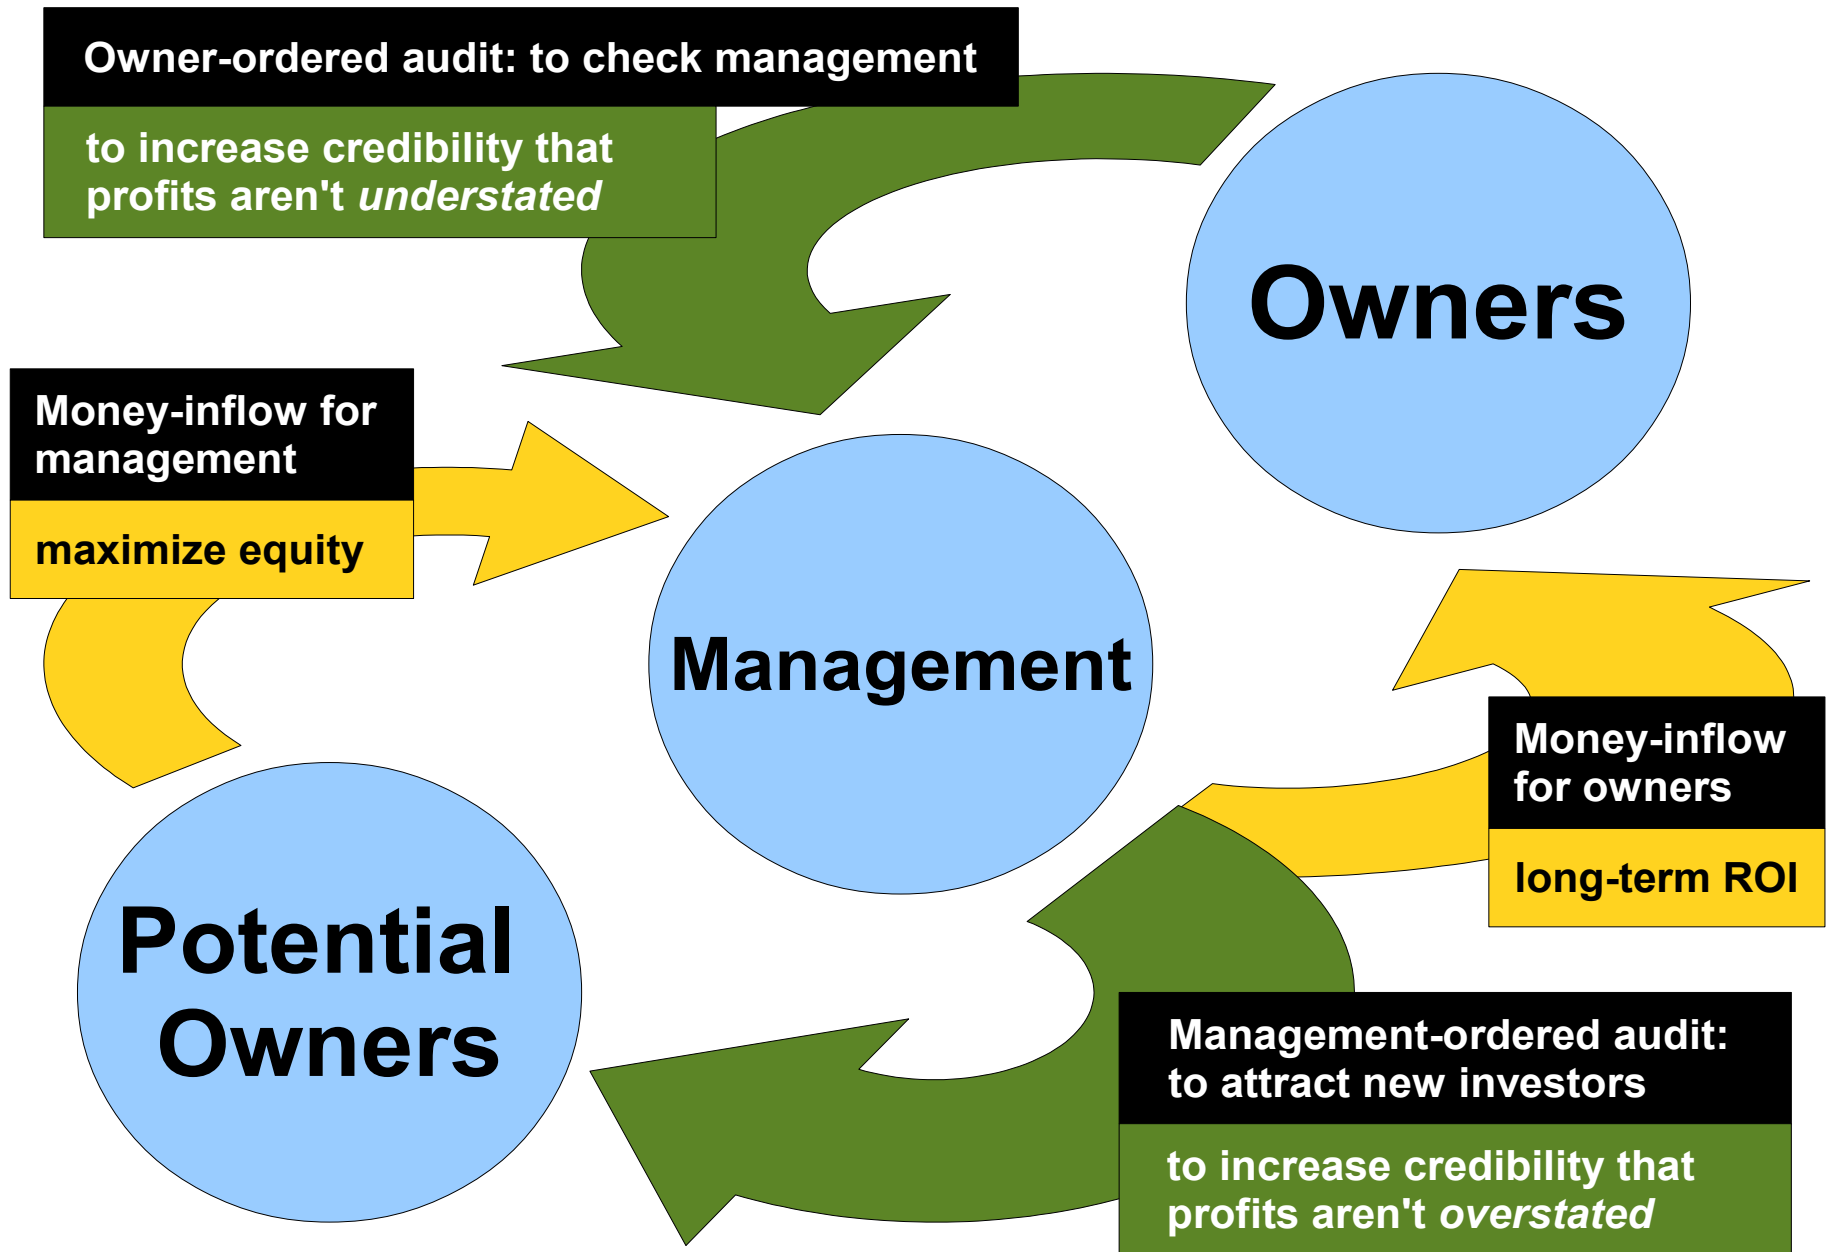 Owner-ordered audit: to check management
to increase credibility that
profits aren't understated
Owners
Money-inflow for
management
maximize equity
Management
Money-inflow
for owners
long-term ROI
Potential
Owners
Management-ordered audit:
to attract new investors
to increase credibility that
profits aren't overstated